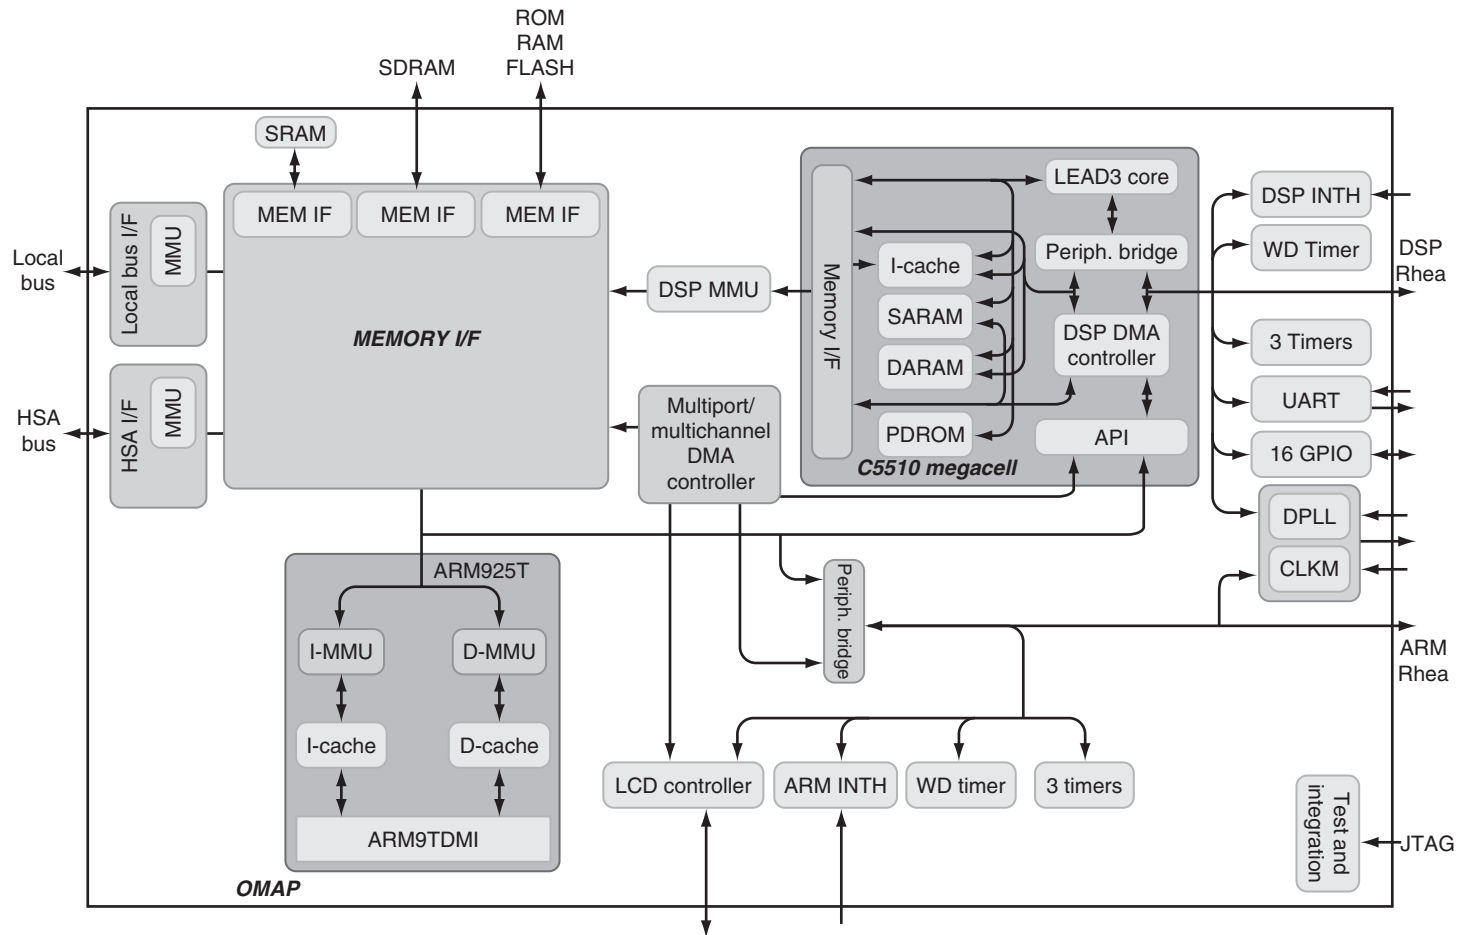 ROM
RAM
FLASH
SDRAM
SRAM
MEM IF
MEM IF
MEM IF
MEMORY I/F
Local
bus
Local bus I/F
MMU
HSA
bus
HSA I/F
MMU
DSP MMU
Multiport/
multichannel
DMA
controller
Memory I/F
LEAD3 core
Periph. bridge
I-cache
SARAM
DARAM
PDROM
DSP DMA
controller
API
C5510 megacell
DSP INTH
WD Timer
DSP
Rhea
3 Timers
UART
16 GPIO
DPLL
CLKM
ARM925T
I-MMU
D-MMU
I-cache
D-cache
ARM9TDMI
Periph. bridge
ARM
Rhea
LCD controller
ARM INTH
WD timer
3 timers
Test and
integration
JTAG
OMAP